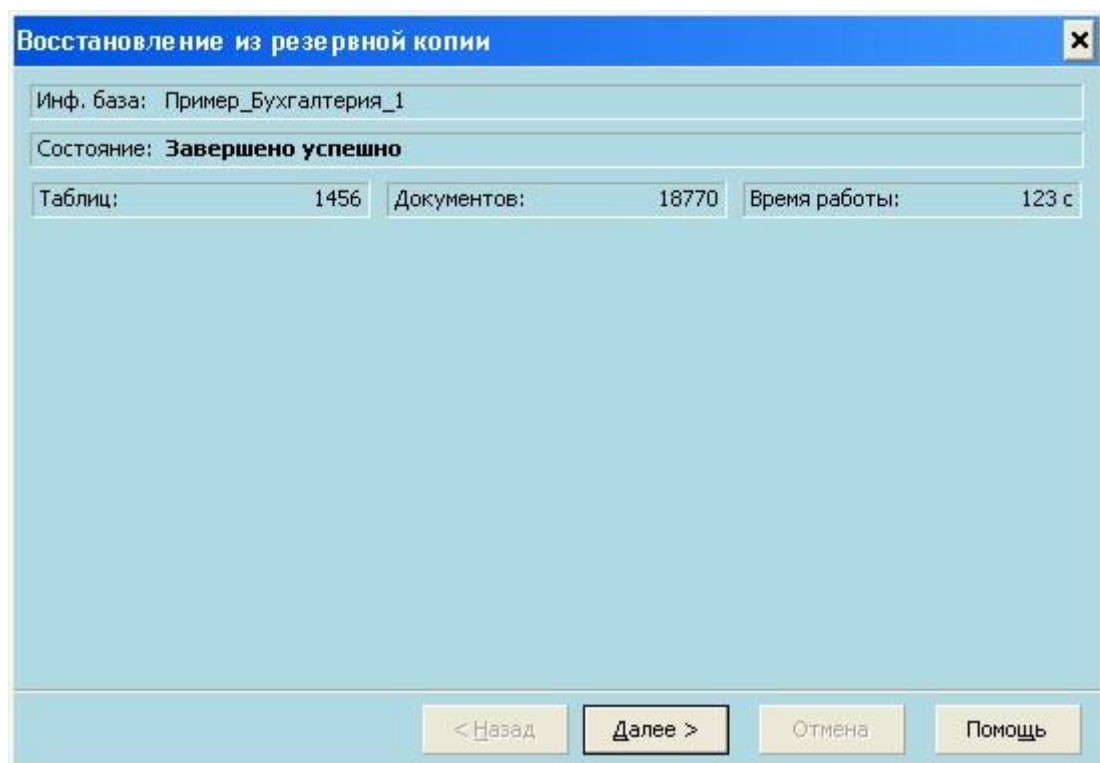 Восстановление из резервной копии
Инф. база: Пример_Бухгалтерия_1
Состояние: Завершено успешно
Таблиц: 1456 Документов: 18770 Время работы: 123 с
< Назад Далее > Отмена Помощь